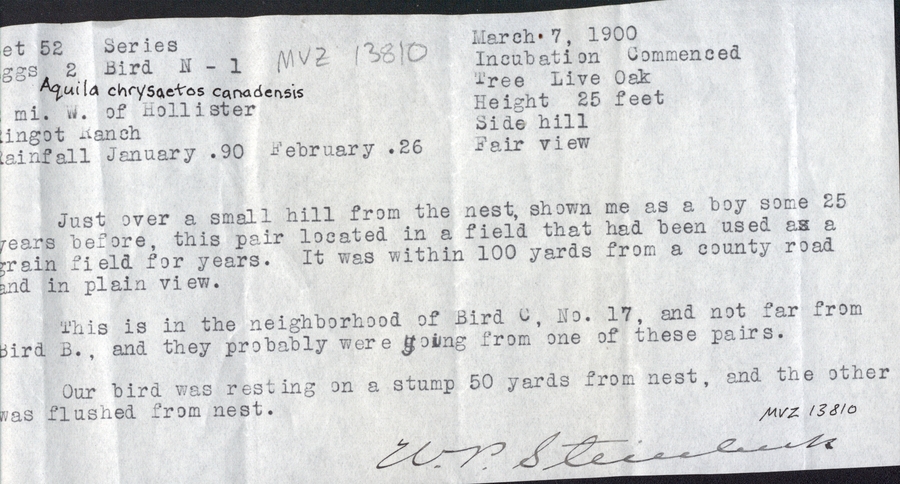 et 52 Series
ggs 2 Bird N - 1
MVZ 13810
Aquila chrysaetos canadensis
mi. W. of Hollister
ingot Ranch
ainfall January .90 February .26
March 7, 1900
Incubation Commenced
Tree Live Oak
Height 25 feet
Side hill
Fair view
Just over a small hill from the nest, shown me as a boy some 25
years before, this pair located in a field that had been used as a
grain field for years. It was within 100 yards from a county road
and in plain view.
This is in the neighborhood of Bird C, No. 17, and not far from
Bird B., and they probably were going from one of these pairs.
Our bird was resting on a stump 50 yards from nest, and the other
was flushed from nest.
MVZ 13810
W. P. Steinbeck